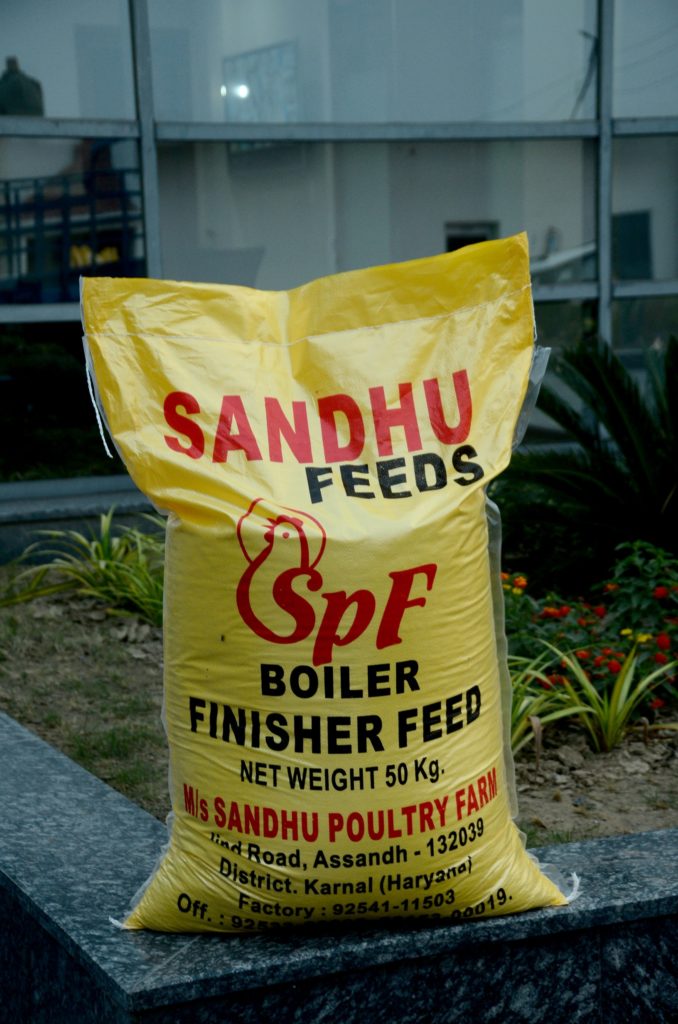 SANDHU
FEEDS
SPF
BOILER
FINISHER FEED
NET WEIGHT 50 Kg.
M/s SANDHU POULTRY FARM
Jind Road, Assandh - 132039
District. Karnal (Haryana)
Factory : 92541-11503
Off. :